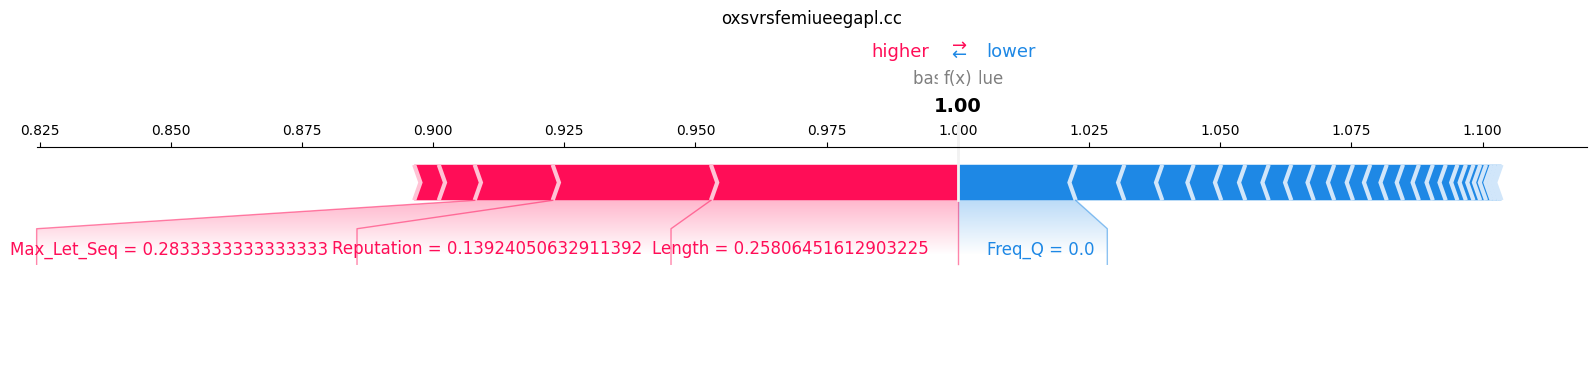 oxsvrsfemiueegapl.cc
higher → ← lower
bas f(x) lue
1.00
0.825 0.850 0.875 0.900 0.925 0.950 0.975 1.000 1.025 1.050 1.075 1.100
Max_Let_Seq = 0.2833333333333333 Reputation = 0.13924050632911392 Length = 0.25806451612903225 Freq_Q = 0.0